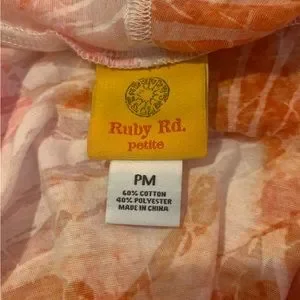 Ruby Rd.
petite
PM
60% COTTON
40% POLYESTER
MADE IN CHINA